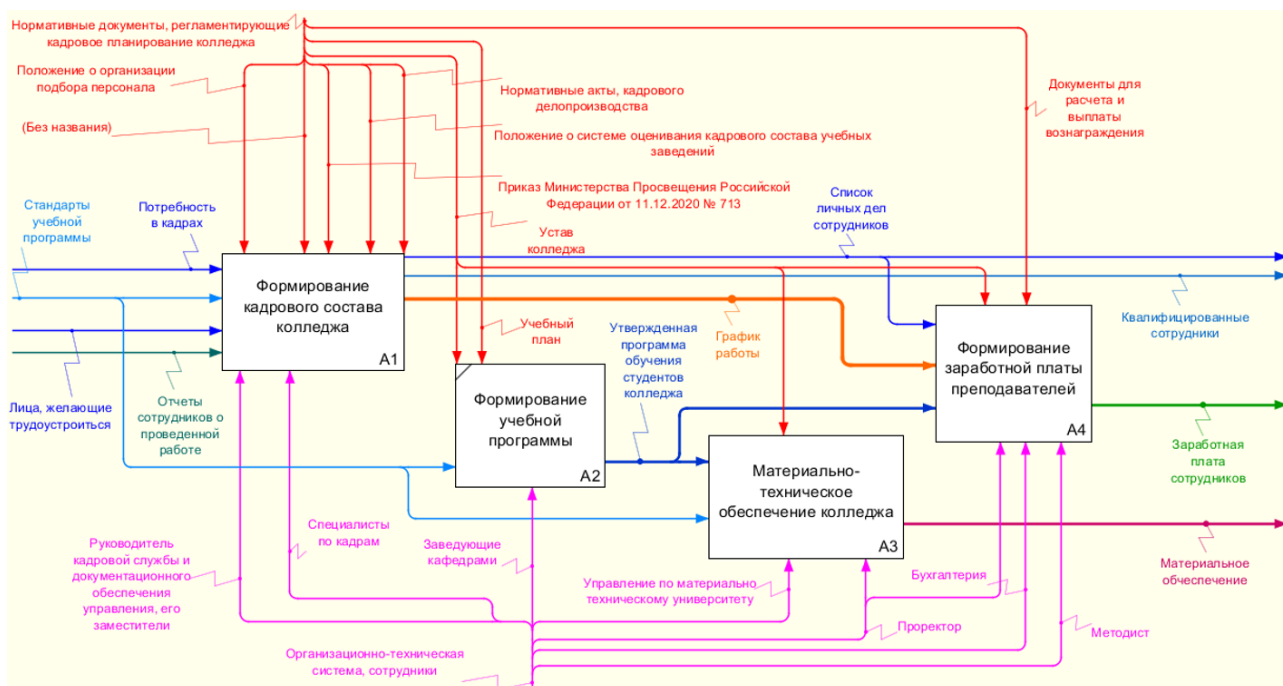 Нормативные документы, регламентирующие
кадровое планирование колледжа
Положение о организации
подбора персонала
(Без названия)
Нормативные акты, кадрового
делопроизводства
Положение о системе оценивания кадрового состава учебных
заведений
Приказ Министерства Просвещения Российской
Федерации от 11.12.2020 № 713
Устав
колледжа
Документы для
расчета и
выплаты
вознаграждения
Стандарты
учебной
программы
Потребность
в кадрах
Список
личных дел
сотрудников
Формирование
кадрового состава
колледжа
A1
Учебный
план
Утвержденная
программа
обучения
студентов
колледжа
График
работы
Квалифицированные
сотрудники
Формирование
заработной платы
преподавателей
A4
Лица, желающие
трудоустроиться
Отчеты
сотрудников о
проведенной
работе
Формирование
учебной
программы
A2
Материально-
техническое
обеспечение колледжа
A3
Заработная
плата
сотрудников
Руководитель
кадровой службы и
документационного
обеспечения
управления, его
заместители
Специалисты
по кадрам
Заведующие
кафедрами
Управление по материально
техническому университету
Бухгалтерия
Материальное
обчеспечение
Проректор
Методист
Организационно-техническая
система, сотрудники